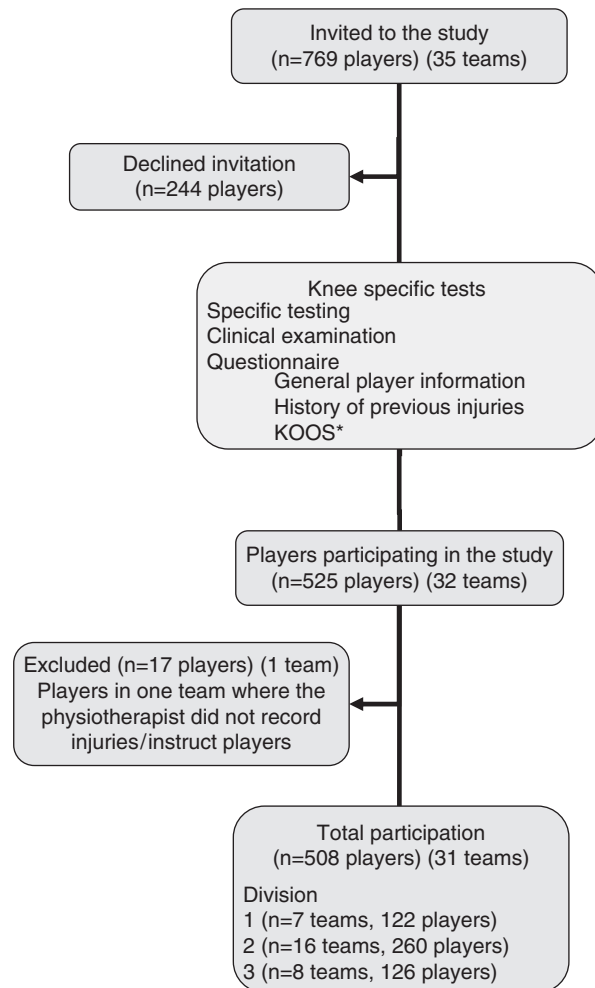 Invited to the study
(n=769 players) (35 teams)
Declined invitation
(n=244 players)
Knee specific tests
Specific testing
Clinical examination
Questionnaire
General player information
History of previous injuries
KOOS*
Players participating in the study
(n=525 players) (32 teams)
Excluded (n=17 players) (1 team)
Players in one team where the
physiotherapist did not record
injuries/instruct players
Total participation
(n=508 players) (31 teams)
Division
1 (n=7 teams, 122 players)
2 (n=16 teams, 260 players)
3 (n=8 teams, 126 players)